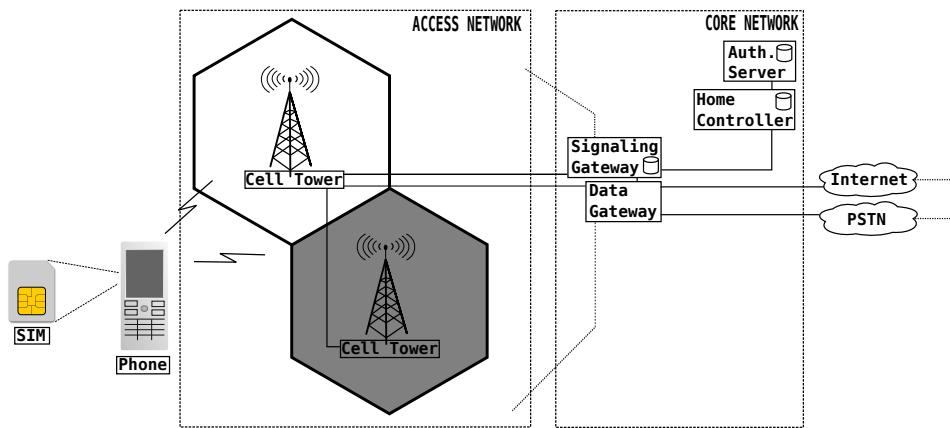 ACCESS NETWORK
CORE NETWORK
Auth.
Server
Home
Controller
Signaling
Gateway
Cell Tower
Data
Gateway
Internet
PSTN
Cell Tower
SIM
Phone